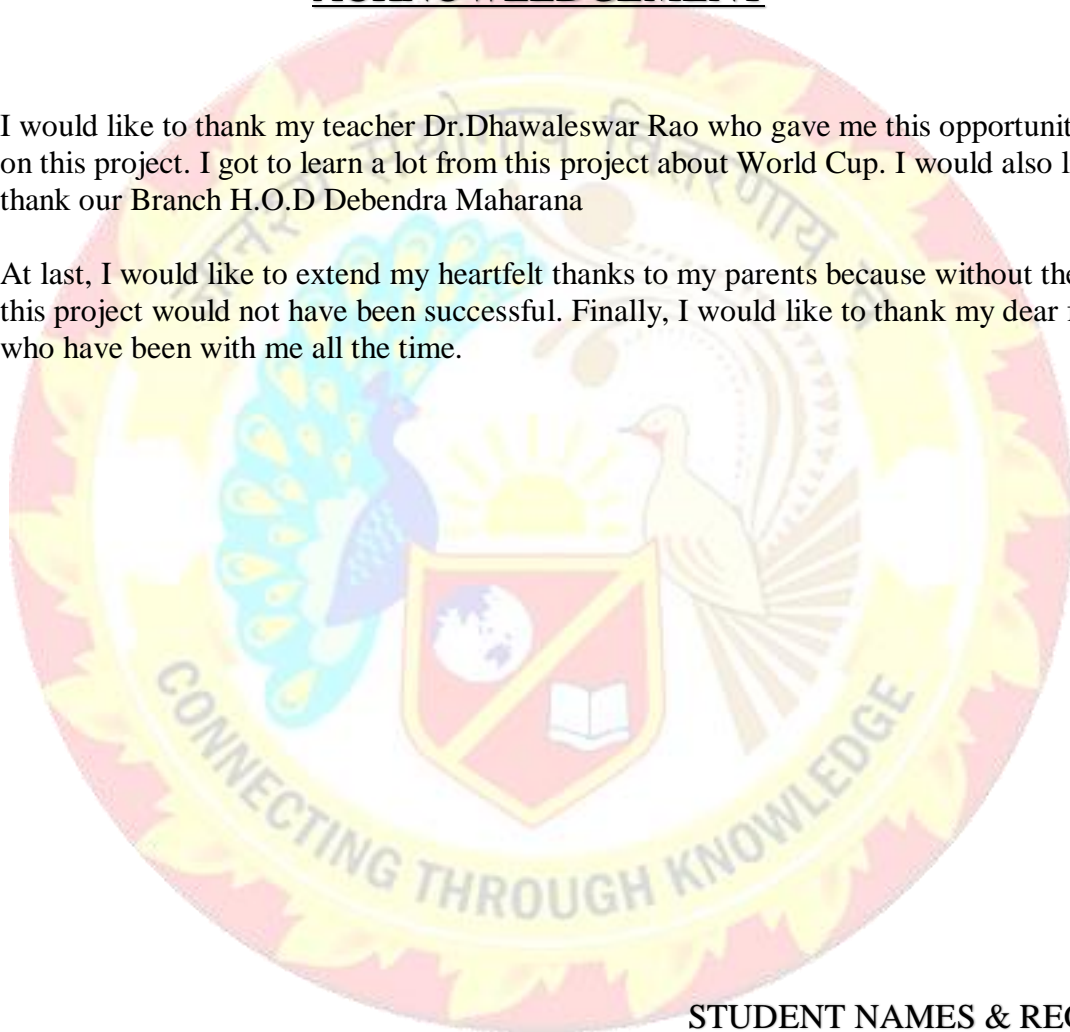 ACKNOWLEDGEMENT
I would like to thank my teacher Dr.Dhawaleswar Rao who gave me this
on this project. I got to learn a lot from this project about World Cup. I would also
thank our Branch H.O.D Debendra Maharana
At last, I would like to extend my heartfelt thanks to my parents because without
this project would not have been successful. Finally, I would like to thank my dear
who have been with me all the time.
CONNECTING THROUGH KNOWLEDGE
STUDENT NAMES &